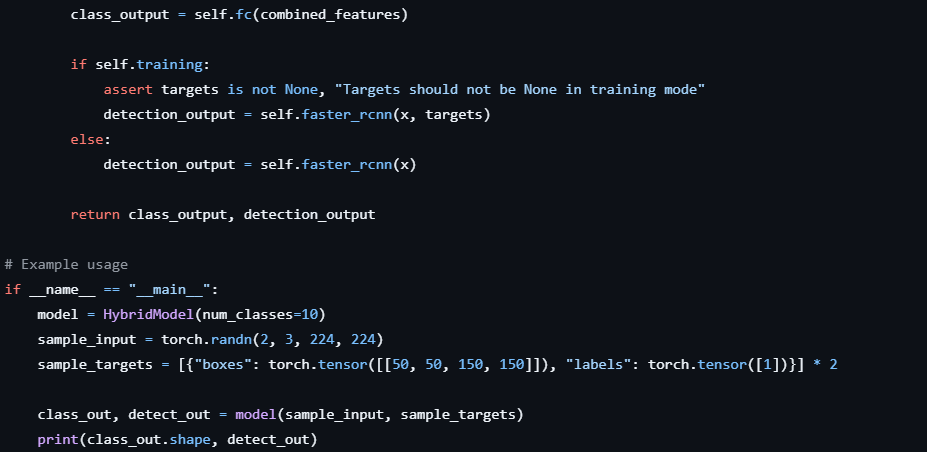 class_output = self.fc(combined_features)

        if self.training:
            assert targets is not None, "Targets should not be None in training mode"
            detection_output = self.faster_rcnn(x, targets)
        else:
            detection_output = self.faster_rcnn(x)

        return class_output, detection_output

# Example usage
if __name__ == "__main__":
    model = HybridModel(num_classes=10)
    sample_input = torch.randn(2, 3, 224, 224)
    sample_targets = [{"boxes": torch.tensor([[50, 50, 150, 150]]), "labels": torch.tensor([1])}] * 2

    class_out, detect_out = model(sample_input, sample_targets)
    print(class_out.shape, detect_out)